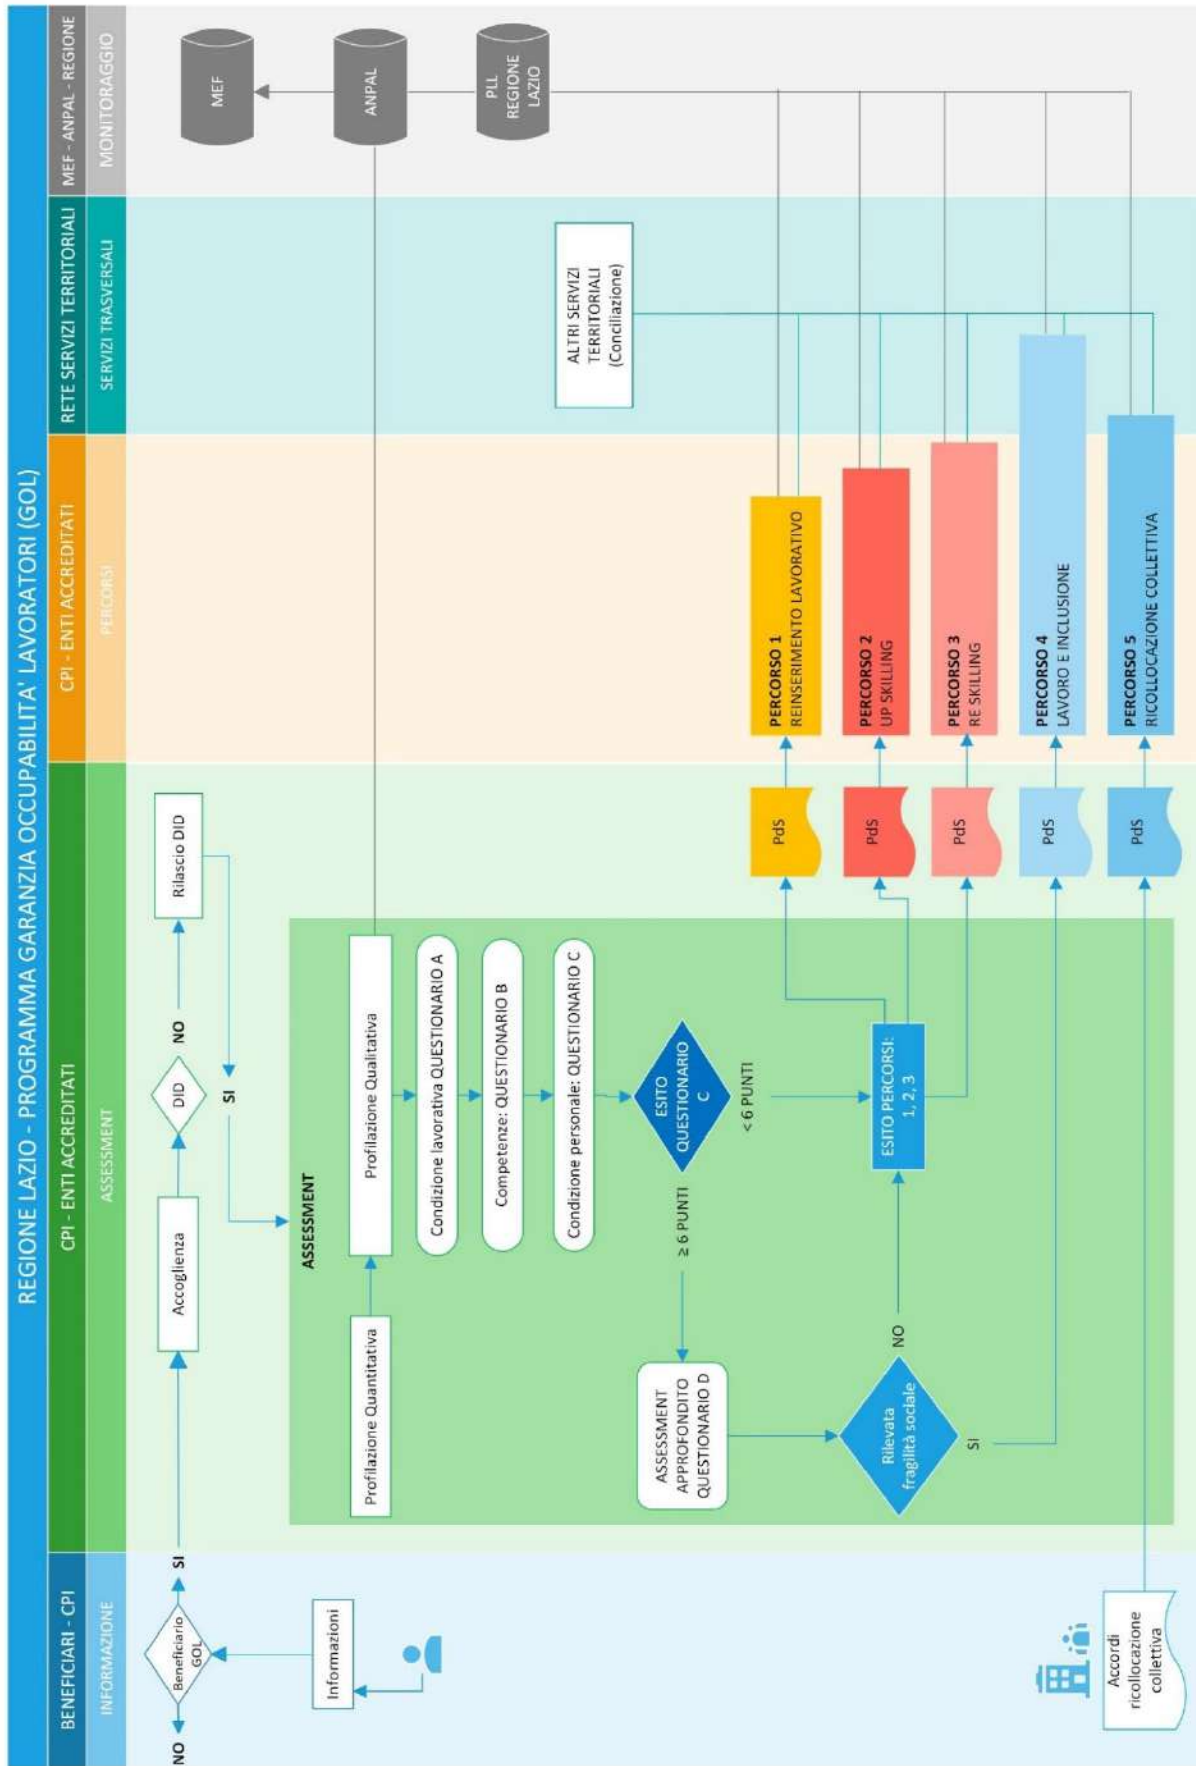 REGIONE LAZIO - PROGRAMMA GARANZIA OCCUPABILITA' LAVORATORI (GOL)
BENEFICIARI - CPI
CPI - ENTI ACCREDITATI
CPI - ENTI ACCREDITATI
RETE SERVIZI TERRITORIALI
MEF - ANPAL - REGIONE
INFORMAZIONE
ASSESSMENT
PERCORSI
SERVIZI TRASVERSALI
MONITORAGGIO
NO
Beneficiario
GOL
SI
Informazioni
Accoglienza
DID
NO
Rilascio DID
SI
ASSESSMENT
Profilazione Quantitativa
Profilazione Qualitativa
Condizione lavorativa QUESTIONARIO A
Competenze: QUESTIONARIO B
Condizione personale: QUESTIONARIO C
ESITO
QUESTIONARIO
C
≥ 6 PUNTI
< 6 PUNTI
ASSESSMENT
APPROFONDITO
QUESTIONARIO D
Rilevata
fragilità sociale
NO
SI
ESITO PERCORSI:
1, 2, 3
PdS
PdS
PdS
PdS
PdS
PERCORSO 1
REINSERIMENTO LAVORATIVO
PERCORSO 2
UP SKILLING
PERCORSO 3
RE SKILLING
PERCORSO 4
LAVORO E INCLUSIONE
PERCORSO 5
RICOLLOCAZIONE COLLETTIVA
ALTRI SERVIZI
TERRITORIALI
(Conciliazione)
MEF
ANPAL
PLL
REGIONE
LAZIO
Accordi
ricollocazione
collettiva